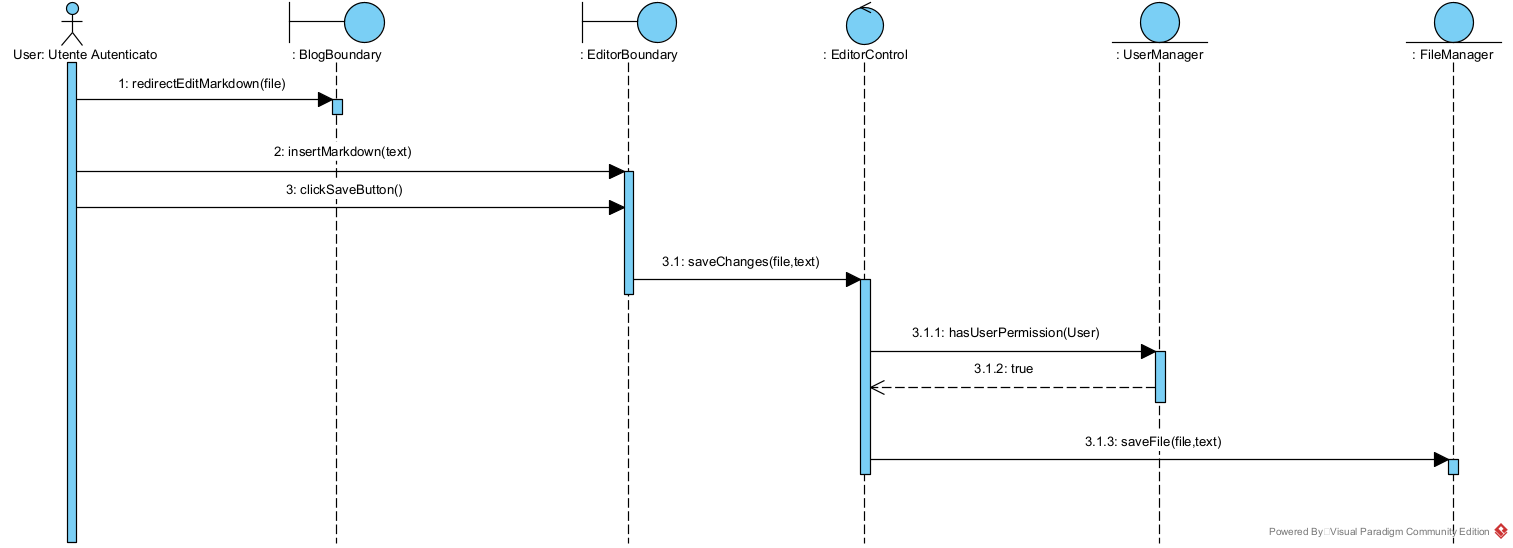 User: Utente Autenticato
: BlogBoundary
: EditorBoundary
: EditorControl
: UserManager
: FileManager
1: redirectEditMarkdown(file)
2: insertMarkdown(text)
3: clickSaveButton()
3.1: saveChanges(file,text)
3.1.1: hasUserPermission(User)
3.1.2: true
3.1.3: saveFile(file,text)
Powered By Visual Paradigm Community Edition